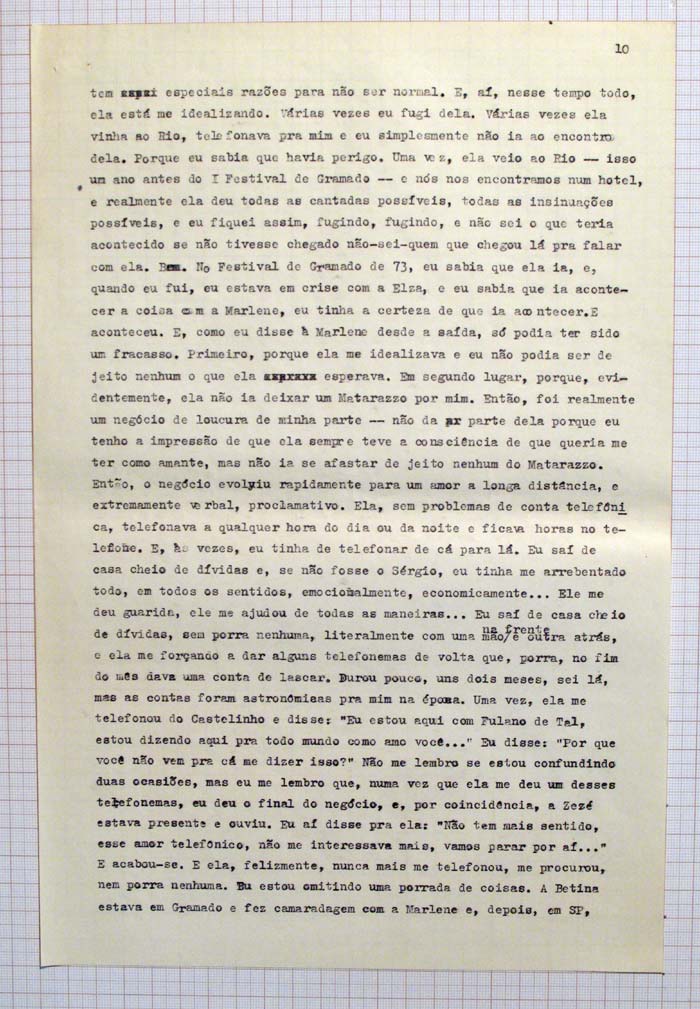 10
tem especiais razões para não ser normal. E, aí, nesse tempo todo,
ela está me idealizando. Várias vezes eu fugi dela. Várias vezes ela
vinha ao Rio, telefonava pra mim e eu simplesmente não ia ao encontro
dela. Porque eu sabia que havia perigo. Uma vez, ela veio ao Rio -- isso
um ano antes do I Festival de Gramado -- e nós nos encontramos num hotel,
e realmente ela deu todas as cantadas possíveis, todas as insinuações
possíveis, e eu fiquei assim, fugindo, fugindo, e não sei o que teria
acontecido se não tivesse chegado não-sei-quem que chegou lá pra falar
com ela. Bem. No Festival de Gramado de 73, eu sabia que ela ia, e,
quando eu fui, eu estava em crise com a Elza, e eu sabia que ia aconte-
cer a coisa com a Marlene, eu tinha a certeza de que ia acontecer.E
aconteceu. E, como eu disse à Marlene desde a saída, só podia ter sido
um fracasso. Primeiro, porque ela me idealizava e eu não podia ser de
jeito nenhum o que ela esperava. Em segundo lugar, porque, evi-
dentemente, ela não ia deixar um Matarazzo por mim. Então, foi realmente
um negócio de loucura de minha parte -- não da parte dela porque eu
tenho a impressão de que ela sempre teve a consciência de que queria me
ter como amante, mas não ia se afastar de jeito nenhum do Matarazzo.
Então, o negócio evoluiu rapidamente para um amor a longa distância, e
extremamente verbal, proclamativo. Ela, sem problemas de conta telefôni
ca, telefonava a qualquer hora do dia ou da noite e ficava horas no te-
lefone. E, às vezes, eu tinha de telefonar de cá para lá. Eu saí de
casa cheio de dívidas e, se não fosse o Sérgio, eu tinha me arrebentado
todo, em todos os sentidos, emocionalmente, economicamente... Ele me
deu guarida, ele me ajudou de todas as maneiras... Eu saí de casa cheio
de dívidas, sem porra nenhuma, literalmente com uma mão/na frente e outra atrás,
e ela me forçando a dar alguns telefonemas de volta que, porra, no fim
do mês dava uma conta de lascar. Durou pouco, uns dois meses, sei lá,
mas as contas foram astronômicas pra mim na época. Uma vez, ela me
telefonou do Castelinho e disse: "Eu estou aqui com Fulano de Tal,
estou dizendo aqui pra todo mundo como amo você..." Eu disse: "Por que
você não vem pra cá me dizer isso?" Não me lembro se estou confundindo
duas ocasiões, mas eu me lembro que, numa vez que ela me deu um desses
telefonemas, eu deu o final do negócio, e, por coincidência, a Zezé
estava presente e ouviu. Eu aí disse pra ela: "Não tem mais sentido,
esse amor telefônico, não me interessava mais, vamos parar por aí..."
E acabou-se. E ela, felizmente, nunca mais me telefonou, me procurou,
nem porra nenhuma. Eu estou omitindo uma porrada de coisas. A Betina
estava em Gramado e fez camaradagem com a Marlene e, depois, em SP,